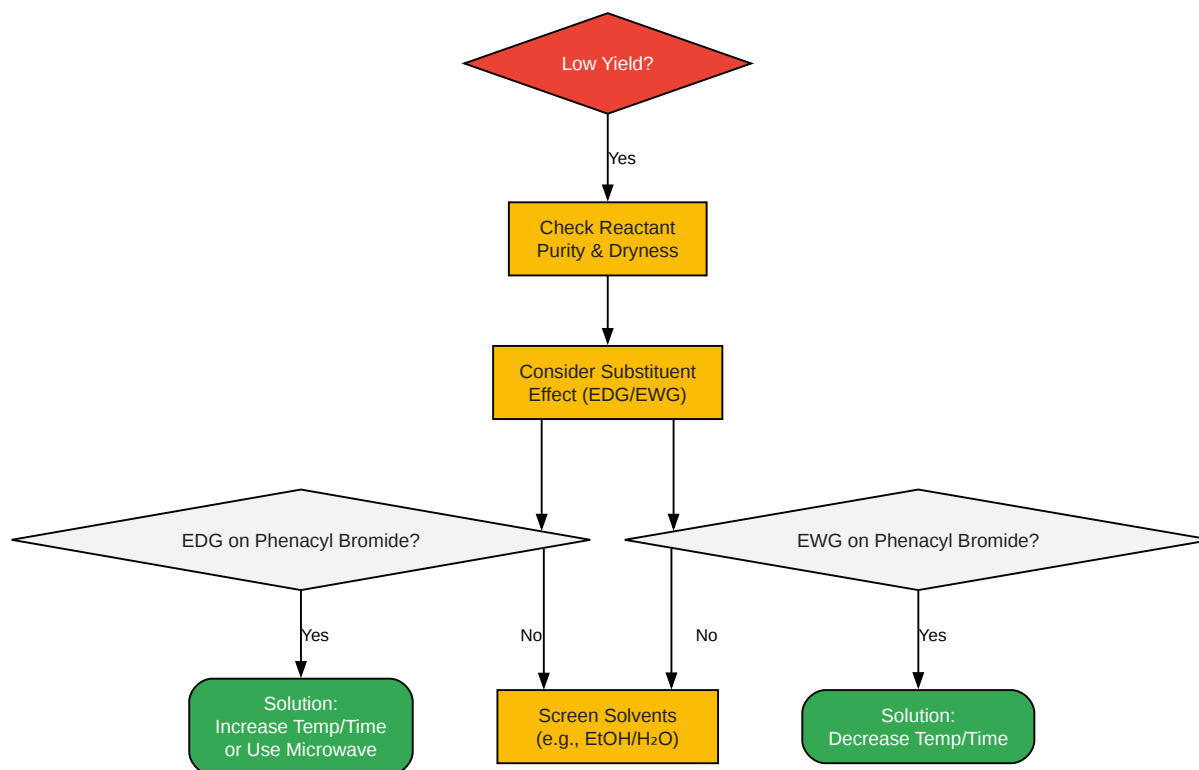 Low Yield?
Yes
Check Reactant
Purity & Dryness
Consider Substituent
Effect (EDG/EWG)
EDG on Phenacyl Bromide?
EWG on Phenacyl Bromide?
Yes
No
No
Yes
Solution:
Increase Temp/Time
or Use Microwave
Screen Solvents
(e.g., EtOH/H₂O)
Solution:
Decrease Temp/Time